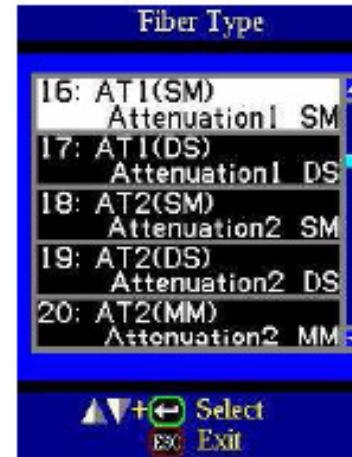 Fiber Type
16: AT1(SM)
Attenuation1 SM
17: AT1(DS)
Attenuation1 DS
18: AT2(SM)
Attenuation2 SM
19: AT2(DS)
Attenuation2 DS
20: AT2(MM)
Attenuation2 MM
+ Select
ESC Exit